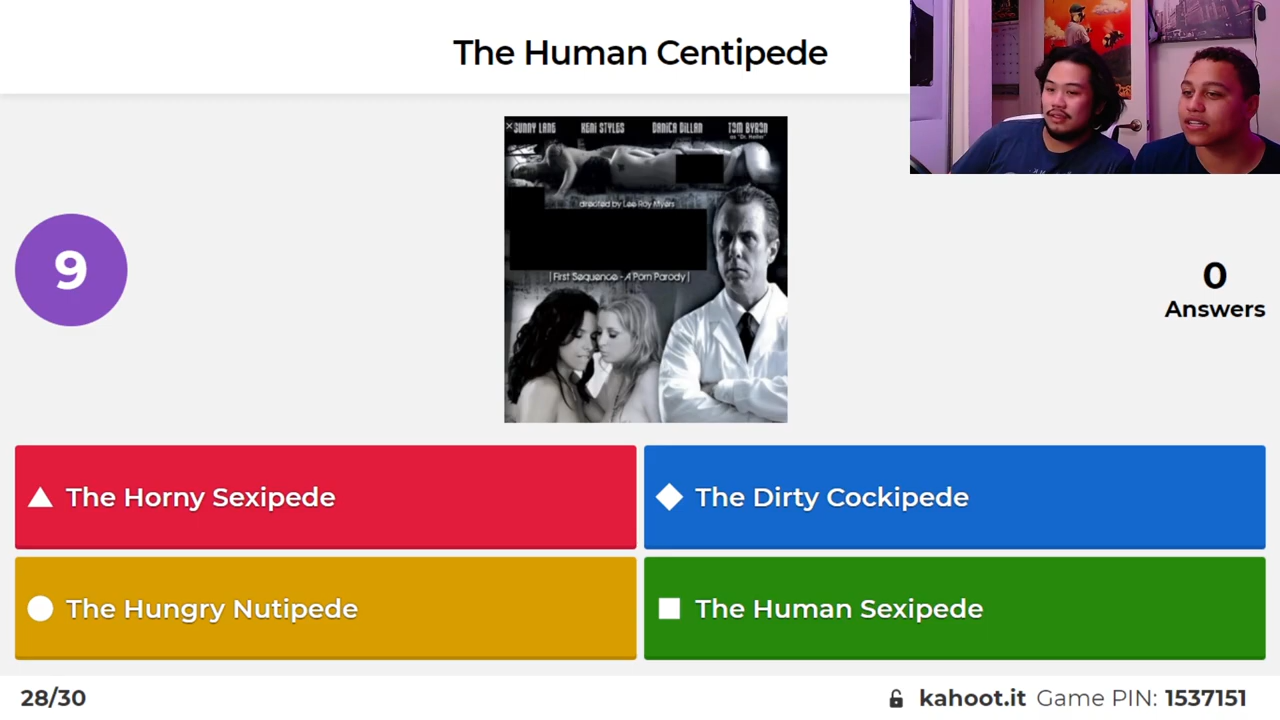 The Human Centipede
SUNNY LANE KENI STYLES DANICA DILLAN TOM BYRON
as "Dr. Heiter"
directed by Lee Roy Myers
| First Sequence - A Porn Parody |
9
0
Answers
The Horny Sexipede
The Dirty Cockipede
The Hungry Nutipede
The Human Sexipede
28/30
kahoot.it Game PIN: 1537151